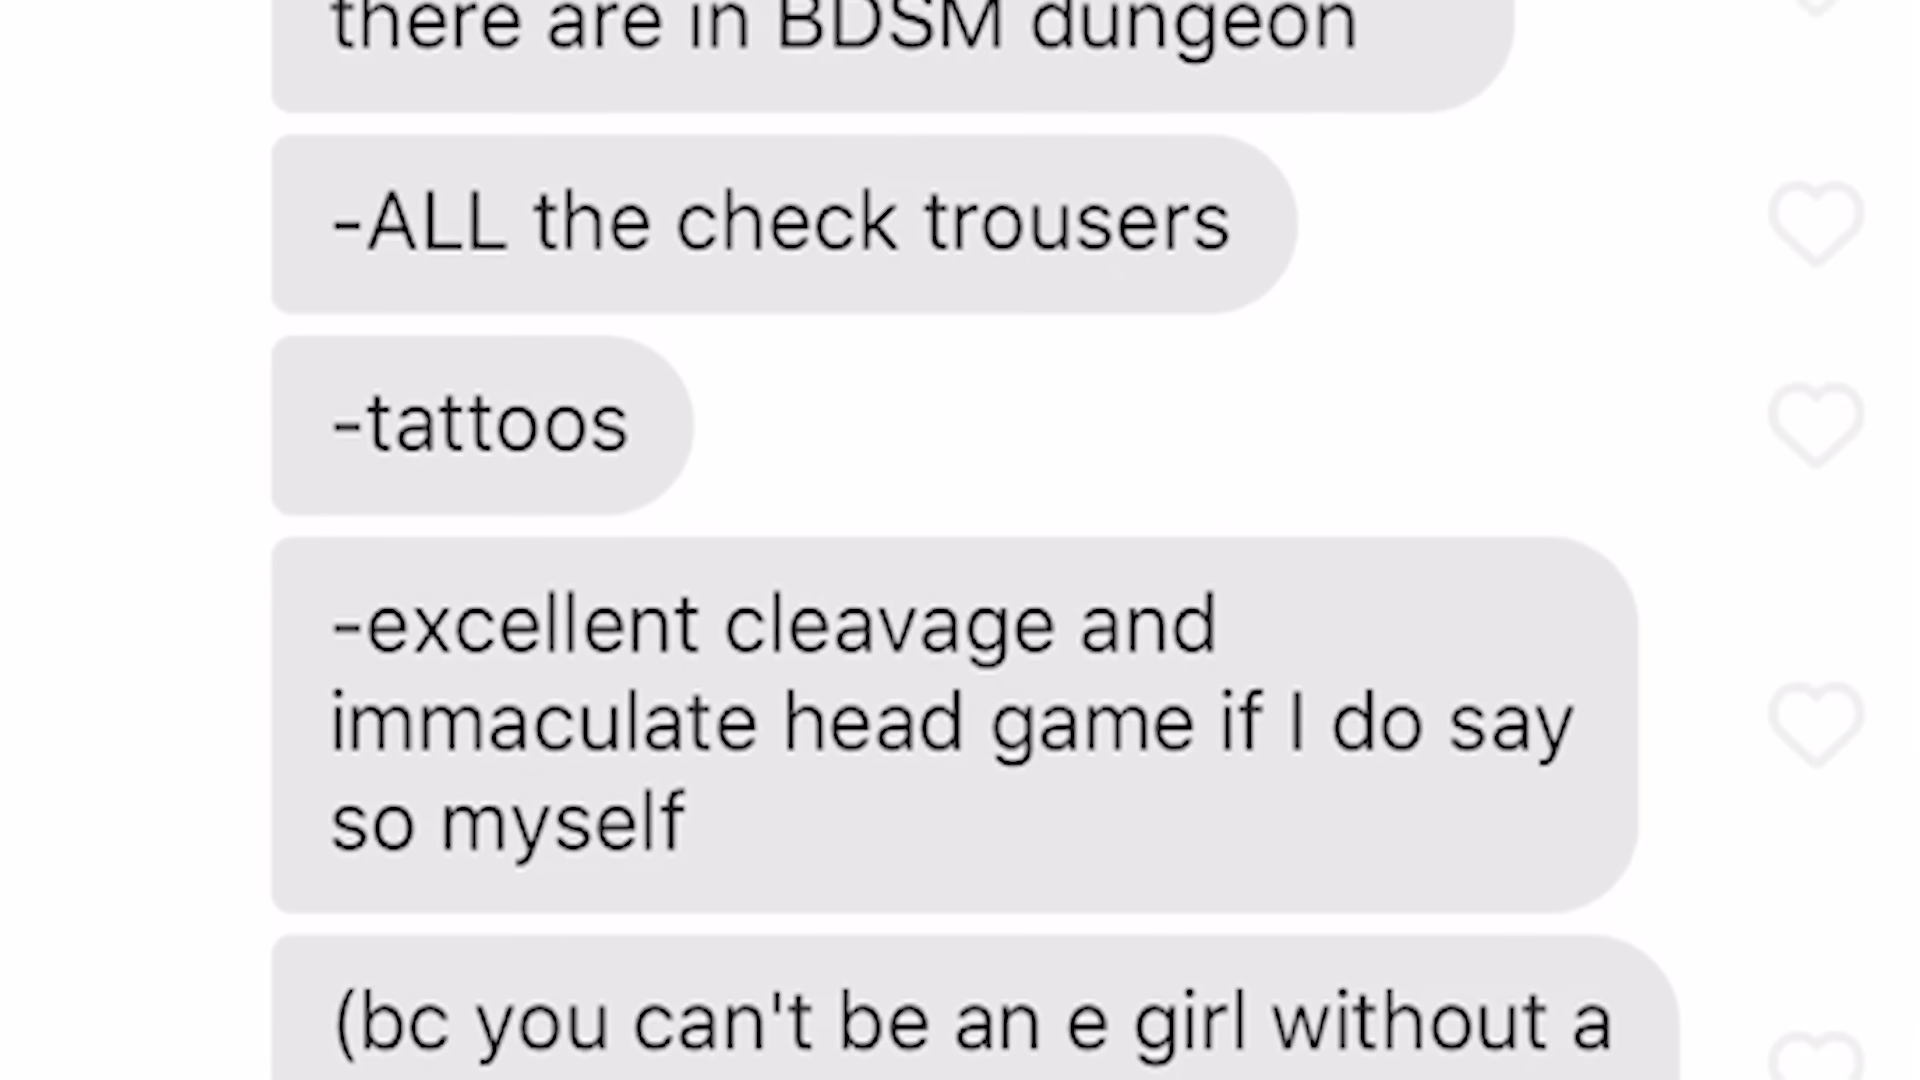 there are in BDSM dungeon
-ALL the check trousers
-tattoos
-excellent cleavage and
immaculate head game if I do say
so myself
(bc you can't be an e girl without a